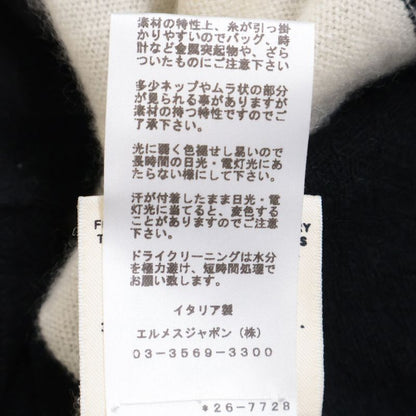 素材の特性上、糸が引っ掛
かりやすいのでバッグ、時
計など金属突起物や、ざら
ついたものにご注意下さい
多少ネップやムラ状の部分
が見られる事がありますが
素材の持つ特性ですのでご
了承下さい。
光に弱く色褪せし易いので
長時間の日光・電灯光にあ
たらない様にして下さい。
汗が付着したまま日光・電
灯光に当てると、変色する
ことがありますのでご注意
下さい。
ドライクリーニングは水分
を極力避け、短時間処理で
お願い致します。
イタリア製
エルメスジャポン（株）
03-3569-3300
*26-7728